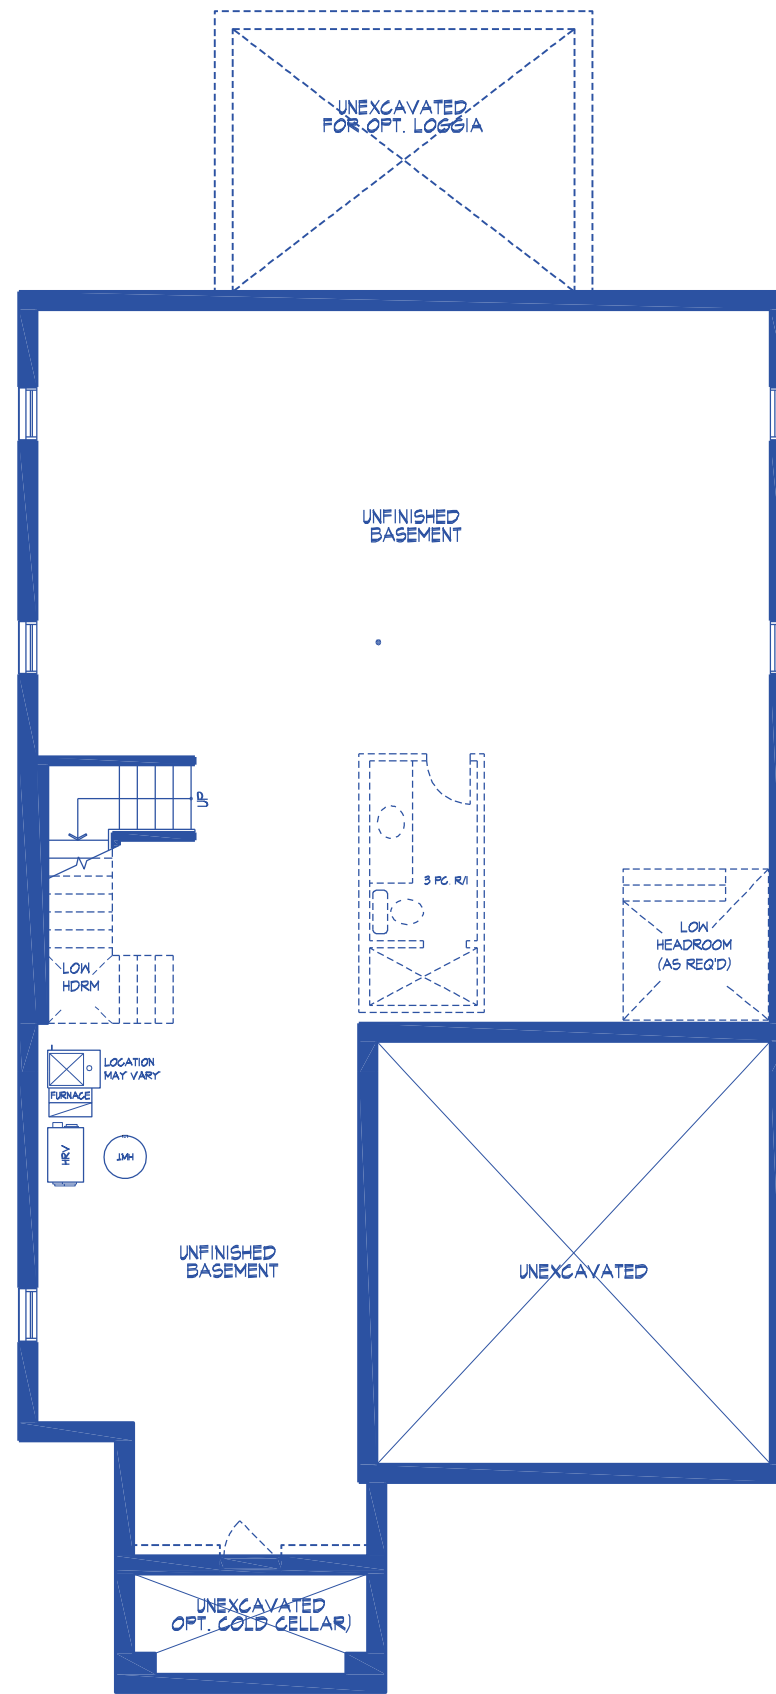 UNEXCAVATED
FOR OPT. LOGGIA
UNFINISHED
BASEMENT
UP
3 PC. R/I
LOW
HEADROOM
(AS REQ'D)
LOW
HDRM
LOCATION
MAY VARY
FURNACE
HRV
HWT
UNFINISHED
BASEMENT
UNEXCAVATED
UNEXCAVATED
OPT. COLD CELLAR)